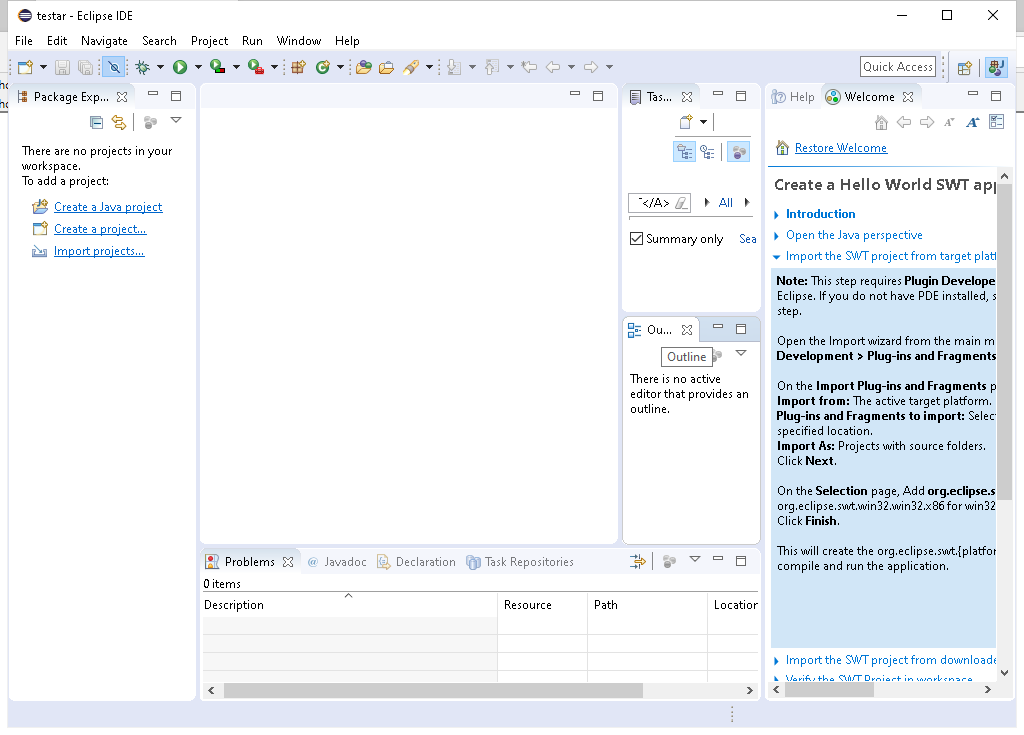 testar - Eclipse IDE
File Edit Navigate Search Project Run Window Help
Quick Access
Package Exp...
There are no projects in your
workspace.
To add a project:
Create a Java project
Create a project...
Import projects...
Tas...
"</A>
All
Summary only Sea
Ou...
Outline
There is no active
editor that provides an
outline.
Help Welcome
Restore Welcome
Create a Hello World SWT app
Introduction
Open the Java perspective
Import the SWT project from target platf
Note: This step requires Plugin Develope
Eclipse. If you do not have PDE installed, s
step.
Open the Import wizard from the main m
Development > Plug-ins and Fragments
On the Import Plug-ins and Fragments p
Import from: The active target platform.
Plug-ins and Fragments to import: Selec
specified location.
Import As: Projects with source folders.
Click Next.
On the Selection page, Add org.eclipse.s
org.eclipse.swt.win32.win32.x86 for win32
Click Finish.
This will create the org.eclipse.swt.{platfor
compile and run the application.
Import the SWT project from downloade
Verify the SWT Project in workspace
Problems Javadoc Declaration Task Repositories
0 items
Description Resource Path Location